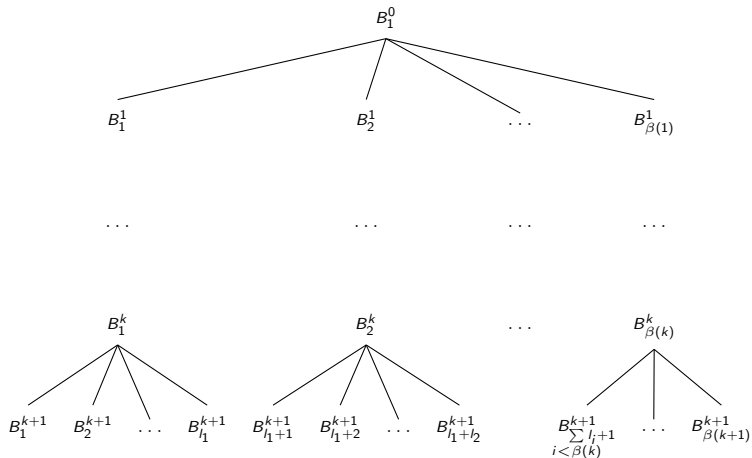 B_1^0
B_1^1 B_2^1 ... B_{β(1)}^1
... ... ... ...
B_1^k B_2^k ... B_{β(k)}^k
B_1^{k+1} B_2^{k+1} ... B_{l_1}^{k+1} B_{l_1+1}^{k+1} B_{l_1+2}^{k+1} ... B_{l_1+l_2}^{k+1} B_{\sum_{i<β(k)} l_i+1}^{k+1} ... B_{β(k+1)}^{k+1}